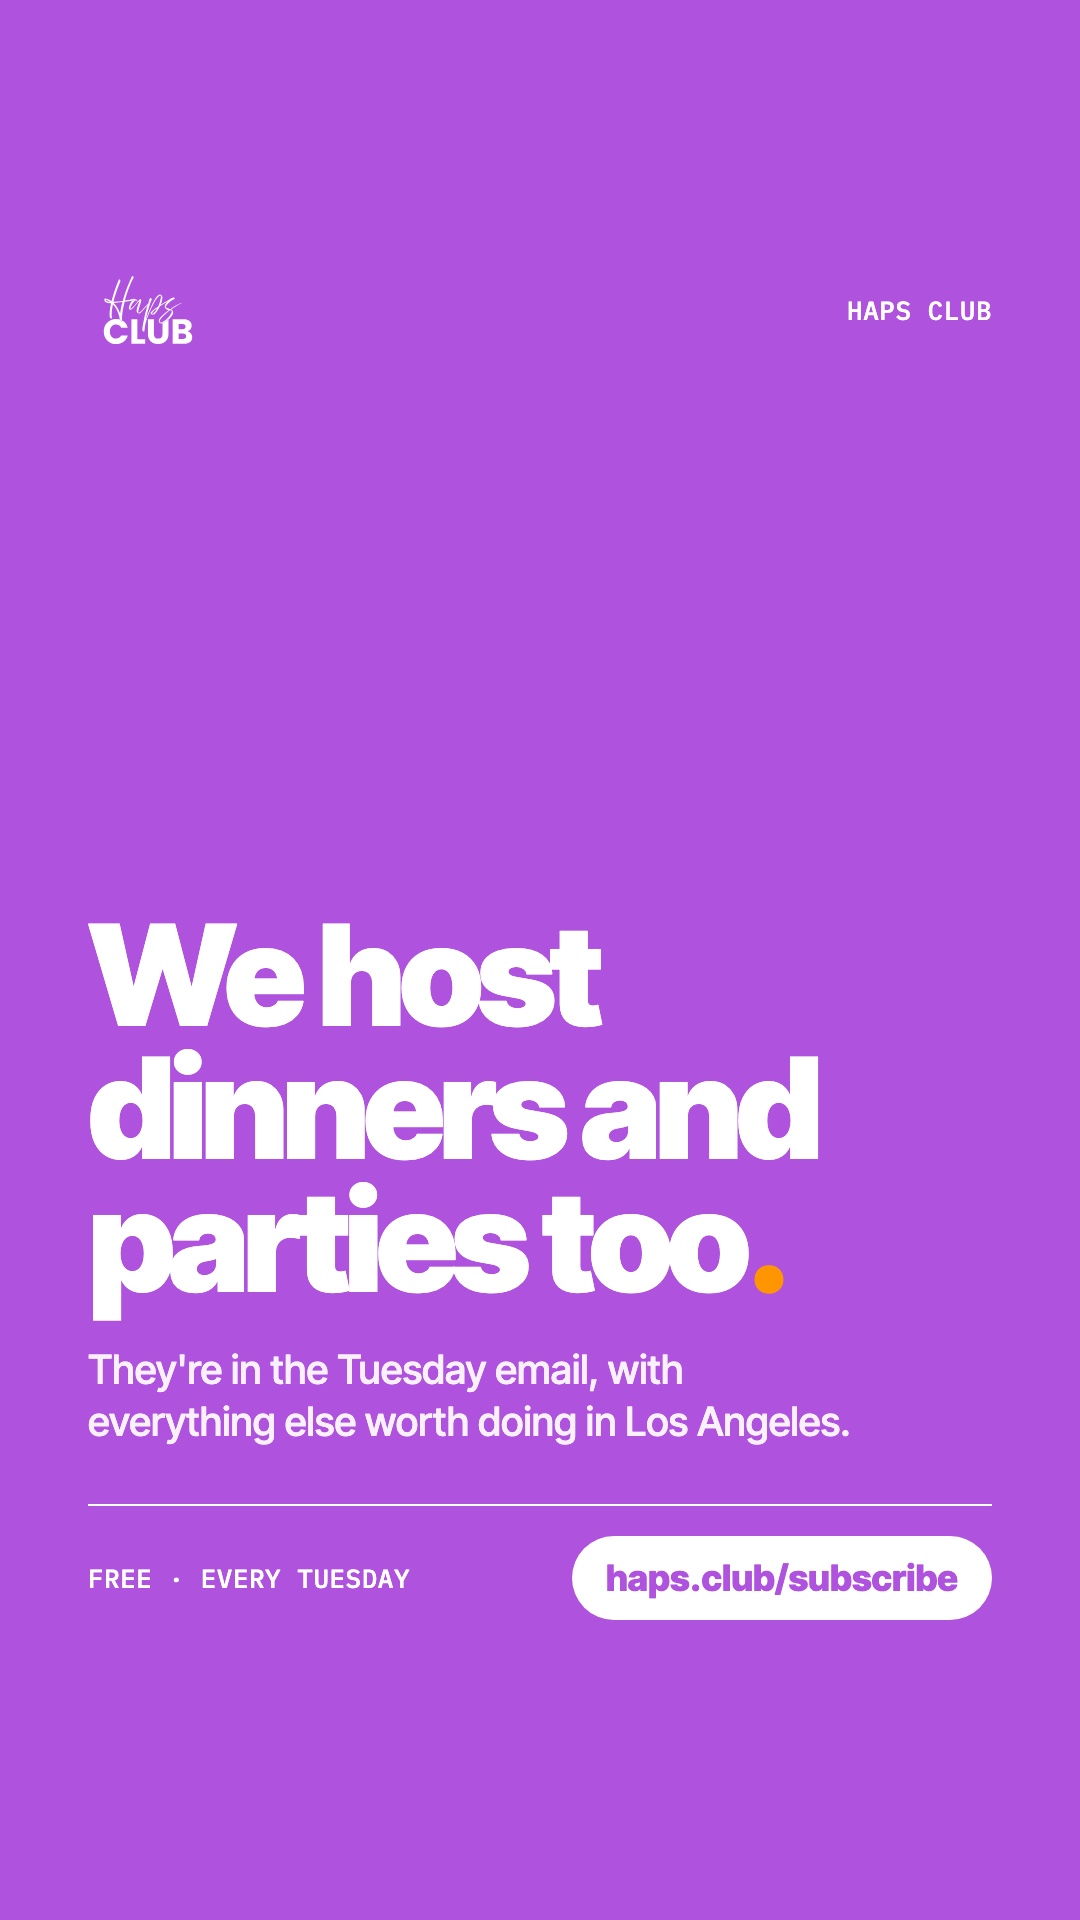 Haps
CLUB
HAPS CLUB
We host
dinners and
parties too.
They're in the Tuesday email, with
everything else worth doing in Los Angeles.
FREE · EVERY TUESDAY
haps.club/subscribe